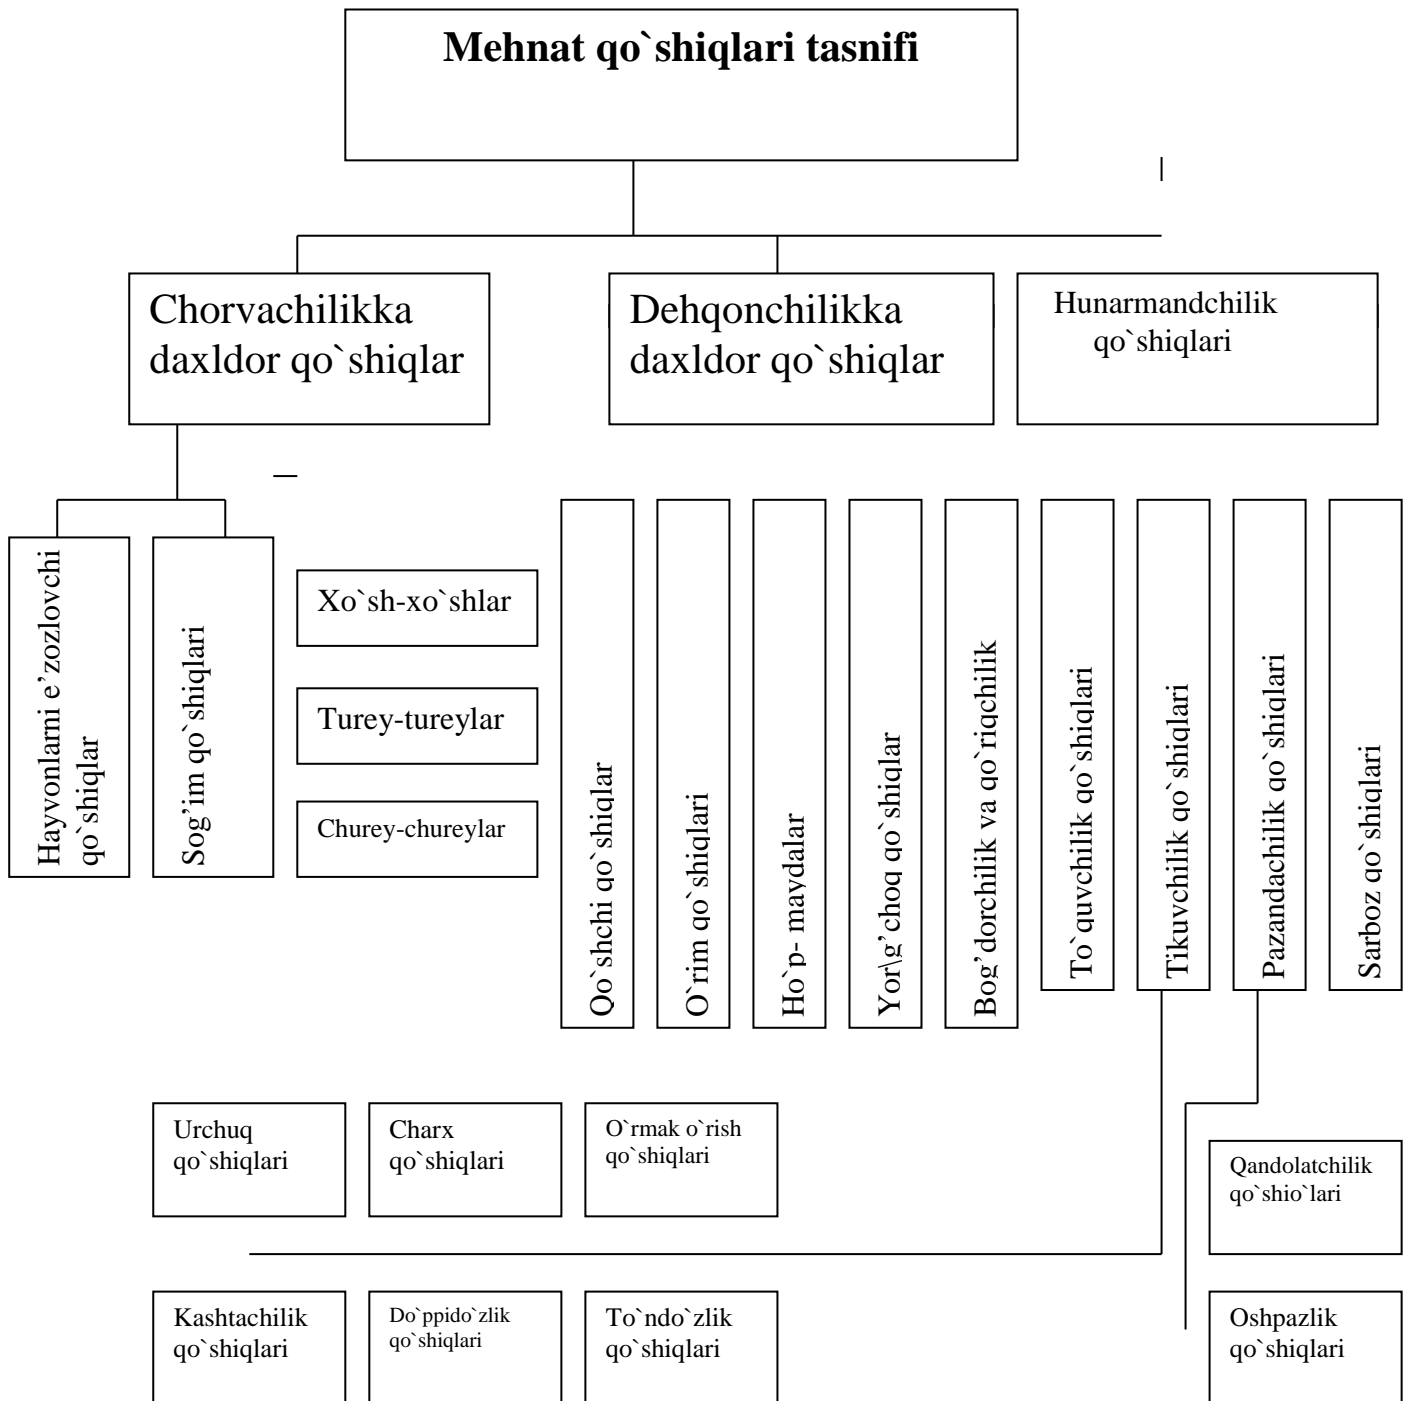 Mehnat qo`shiqlari tasnifi
Chorvachilikka
daxldor qo`shiqlar
Dehqonchilikka
daxldor qo`shiqlar
Hunarmandchilik
qo`shiqlari
Hayvonlarni e’zozlovchi
qo`shiqlar
Sog’im qo`shiqlari
Xo`sh-xo`shlar
Turey-tureylar
Churey-chureylar
Qo`shchi qo`shiqlar
O`rim qo`shiqlari
Ho`p- maydalar
Yor\g’choq qo`shiqlar
Bog’dorchilik va qo`riqchilik
To`quvchilik qo`shiqlari
Tikuvchilik qo`shiqlari
Pazandachilik qo`shiqlari
Sarboz qo`shiqlari
Urchuq
qo`shiqlari
Charx
qo`shiqlari
O`rmak o`rish
qo`shiqlari
Qandolatchilik
qo`shio`lari
Kashtachilik
qo`shiqlari
Do`ppido`zlik
qo`shiqlari
To`ndo`zlik
qo`shiqlari
Oshpazlik
qo`shiqlari